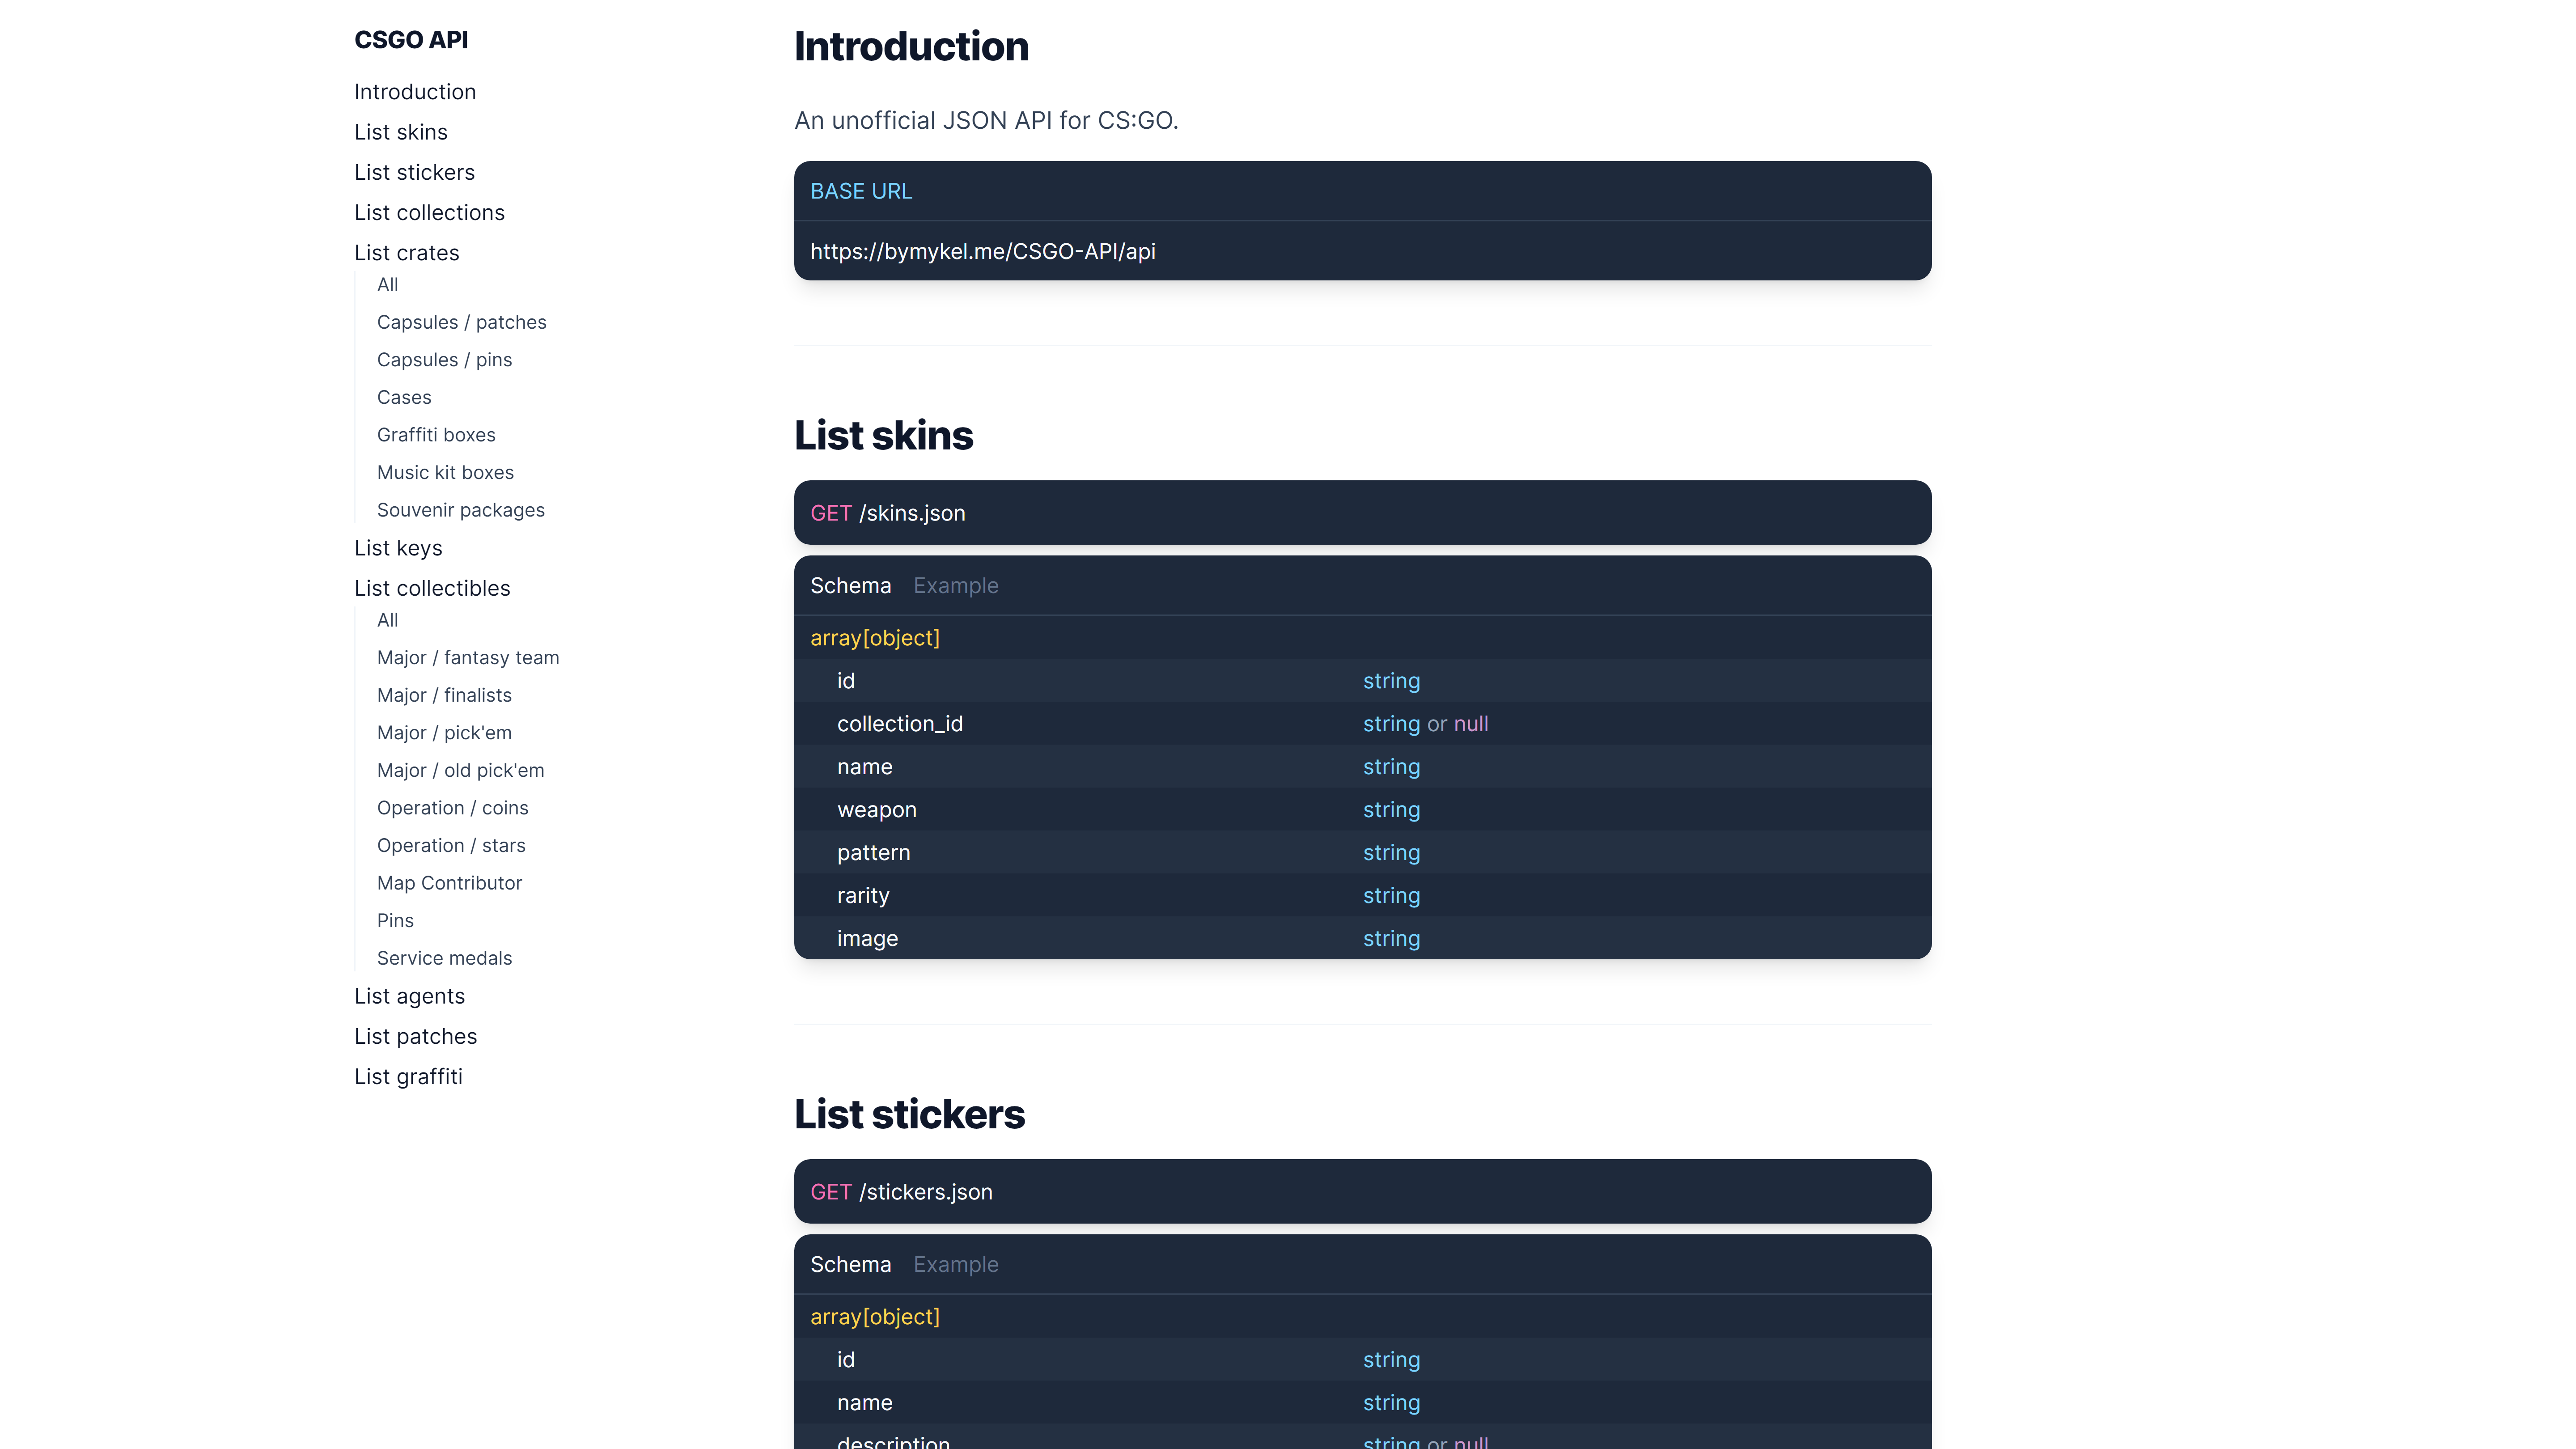 CSGO API
Introduction
List skins
List stickers
List collections
List crates
All
Capsules / patches
Capsules / pins
Cases
Graffiti boxes
Music kit boxes
Souvenir packages
List keys
List collectibles
All
Major / fantasy team
Major / finalists
Major / pick'em
Major / old pick'em
Operation / coins
Operation / stars
Map Contributor
Pins
Service medals
List agents
List patches
List graffiti
Introduction
An unofficial JSON API for CS:GO.
BASE URL
https://bymykel.me/CSGO-API/api
List skins
GET /skins.json
Schema Example
array[object]
id string
collection_id string or null
name string
weapon string
pattern string
rarity string
image string
List stickers
GET /stickers.json
Schema Example
array[object]
id string
name string
description string or null